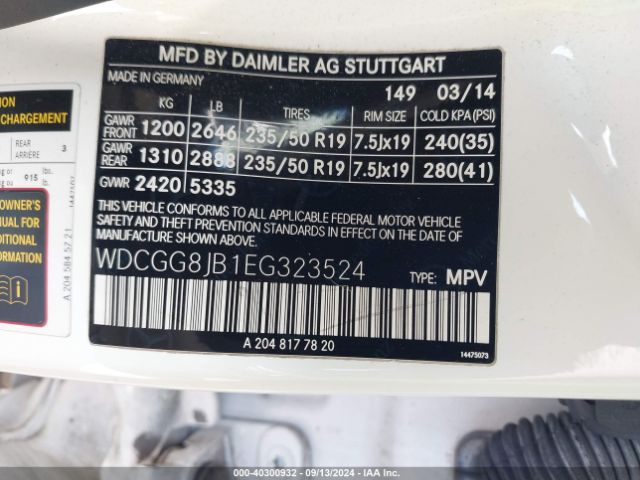 MFD BY DAIMLER AG STUTTGART
MADE IN GERMANY 149 03/14
KG LB TIRES RIM SIZE COLD KPA (PSI)
GAWR FRONT 1200 2646 235/50 R19 7.5Jx19 240(35)
GAWR REAR 1310 2888 235/50 R19 7.5Jx19 280(41)
GVWR 2420 5335
THIS VEHICLE CONFORMS TO ALL APPLICABLE FEDERAL MOTOR VEHICLE
SAFETY AND THEFT PREVENTION STANDARDS IN EFFECT ON THE DATE
OF MANUFACTURE SHOWN ABOVE.
WDCGG8JB1EG323524 TYPE: MPV
A 204 817 78 20
14475073
CHARGEMENT
REAR 3
ARRIÈRE
915 lbs.
OWNER'S
MANUAL FOR
A 204 584 57 21
000-40300932 - 09/13/2024 - IAA Inc.